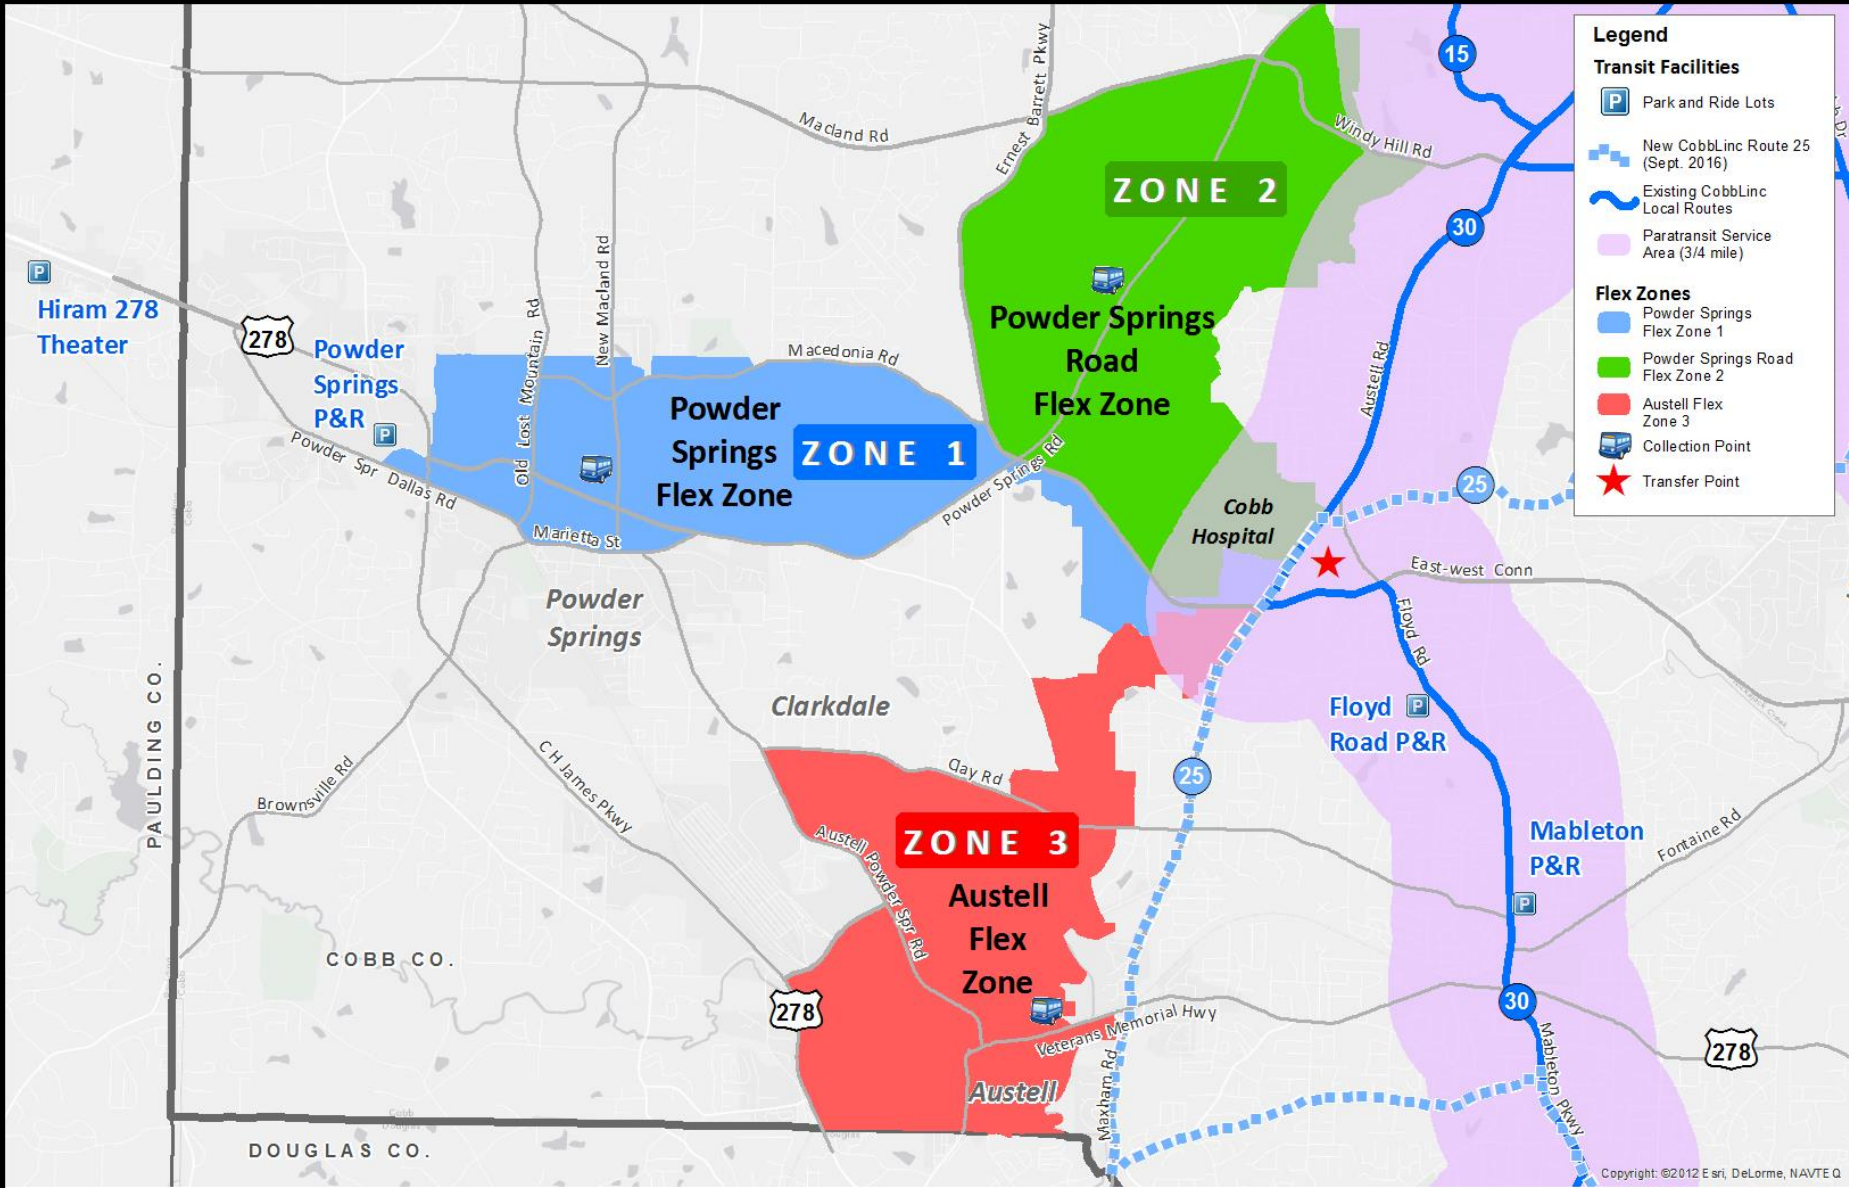 Legend
Transit Facilities
P
Park and Ride Lots
New CobbLinc Route 25
(Sept. 2016)
Existing CobbLinc
Local Routes
Paratransit Service
Area (3/4 mile)
Flex Zones
Powder Springs
Flex Zone 1
Powder Springs Road
Flex Zone 2
Austell Flex
Zone 3
Collection Point
Transfer Point
15
Macland Rd
Ernest Barrett Pkwy
Windy Hill Rd
ZONE 2
30
P
Hiram 278
Theater
278
Powder
Springs
P&R
P
Old Lost Mountain Rd
New Macland Rd
Macedonia Rd
Powder Springs
Road
Flex Zone
Austell Rd
Powder
Springs
Flex Zone
ZONE 1
Powder Spr Dallas Rd
Marietta St
Powder Springs Rd
25
Cobb
Hospital
East-west Conn
Floyd Rd
Powder
Springs
Clarkdale
Floyd
Road P&R
P
PAULDING CO.
Brownsville Rd
C H James Pkwy
Clay Rd
25
ZONE 3
Austell
Flex
Zone
Austell Powder Spr Rd
Mableton
P&R
P
Fontaine Rd
COBB CO.
278
Veterans Memorial Hwy
30
278
Mableton Pkwy
Maxham Rd
Austell
Cobb
Douglas
DOUGLAS CO.
Copyright: ©2012 Esri, DeLorme, NAVTEQ